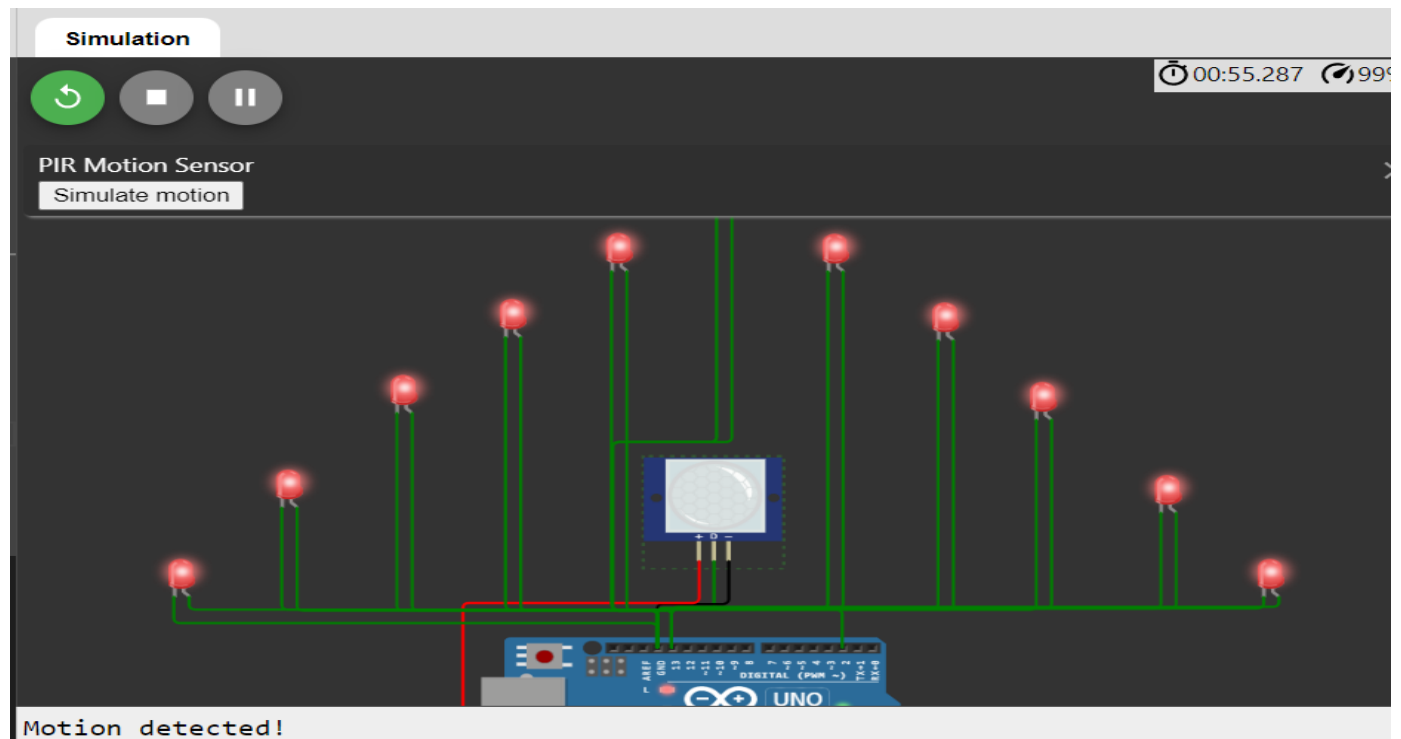 Simulation
00:55.287 99%
PIR Motion Sensor
Simulate motion
+ D -
AREF
GND
13
12
~11
~10
~9
8
7
~6
~5
4
~3
2
TX→1
RX←0
DIGITAL (PWM ~)
L
UNO
Motion detected!